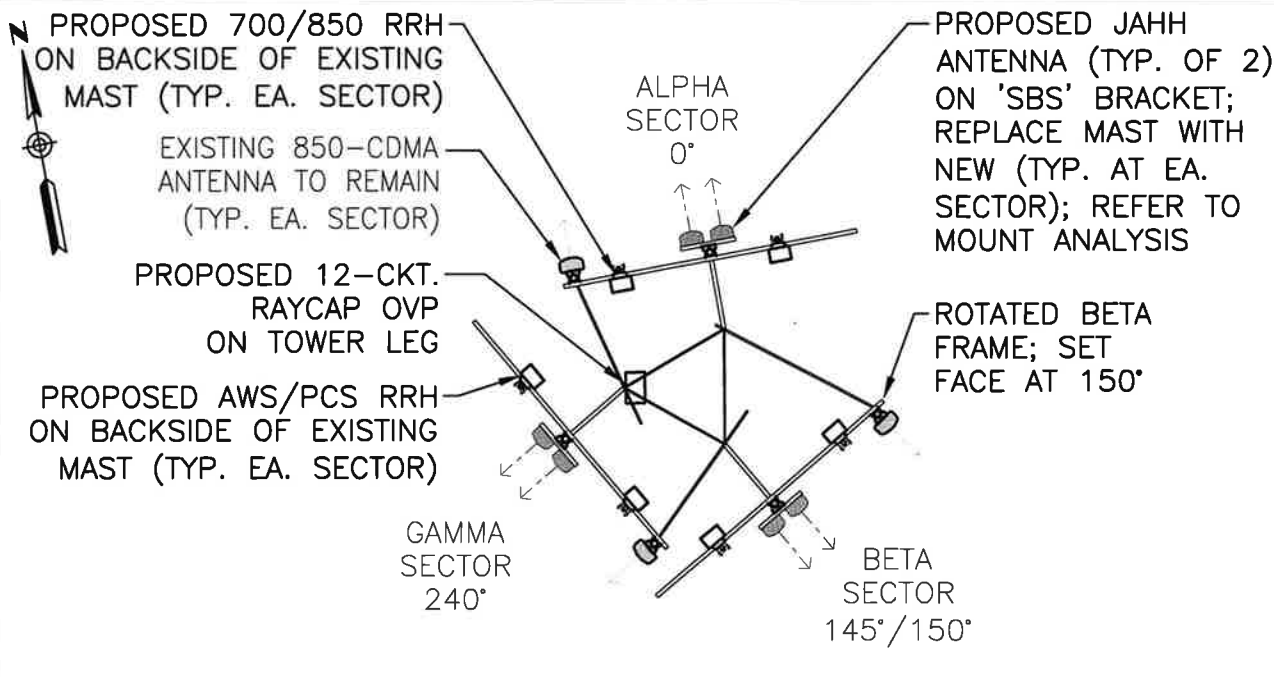 N
PROPOSED 700/850 RRH
ON BACKSIDE OF EXISTING
MAST (TYP. EA. SECTOR)
EXISTING 850-CDMA
ANTENNA TO REMAIN
(TYP. EA. SECTOR)
PROPOSED 12-CKT.
RAYCAP OVP
ON TOWER LEG
PROPOSED AWS/PCS RRH
ON BACKSIDE OF EXISTING
MAST (TYP. EA. SECTOR)
ALPHA
SECTOR
0°
PROPOSED JAHH
ANTENNA (TYP. OF 2)
ON 'SBS' BRACKET;
REPLACE MAST WITH
NEW (TYP. AT EA.
SECTOR); REFER TO
MOUNT ANALYSIS
ROTATED BETA
FRAME; SET
FACE AT 150°
GAMMA
SECTOR
240°
BETA
SECTOR
145°/150°